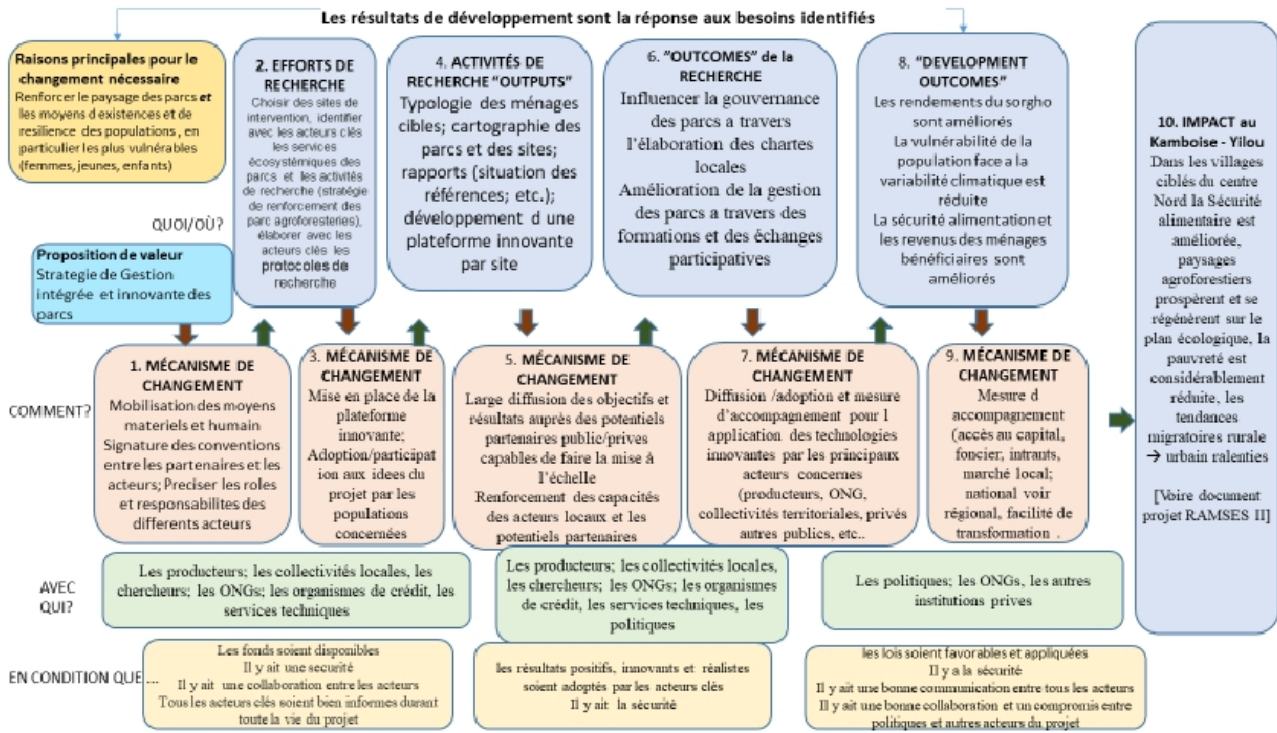 Les résultats de développement sont la réponse aux besoins identifiés
Raisons principales pour le
changement nécessaire
Renforcer le paysage des parcs et
les moyens d existences et de
resilience des populations, en
particulier les plus vulnérables
(femmes, jeunes, enfants)
QUOI/OÙ?
Proposition de valeur
Strategie de Gestion
intégrée et innovante des
parcs
2. EFFORTS DE
RECHERCHE
Choisir des sites de
intervention, identifier
avec les acteurs clés
les services
écosystémiques des
parcs et les activités
de recherche (stratégie
de renforcement des
parc agroforesteries),
élaborer avec les
acteurs clés les
protocoles de
recherche
4. ACTIVITÉS DE
RECHERCHE “OUTPUTS”
Typologie des ménages
cibles; cartographie des
parcs et des sites;
rapports (situation des
références; etc.);
développement d une
plateforme innovante
par site
6. “OUTCOMES” de la
RECHERCHE
Influencer la gouvernance
des parcs a travers
l’élaboration des chartes
locales
Amélioration de la gestion
des parcs a travers des
formations et des échanges
participatives
8. “DEVELOPMENT
OUTCOMES”
Les rendements du sorgho
sont améliorés
La vulnérabilité de la
population face a la
variabilité climatique est
réduite
La sécurité alimentation et
les revenus des ménages
bénéficiaires sont
améliorés
10. IMPACT au
Kamboise - Yilou
Dans les villages
ciblés du centre
Nord la Sécurité
alimentaire est
améliorée,
paysages
agroforestiers
prospèrent et se
régénèrent sur le
plan écologique, la
pauvreté est
considérablement
réduite, les
tendances
migratoires rurale
→ urbain ralenties
[Voire document
projet RAMSES II]
COMMENT?
1. MÉCANISME DE
CHANGEMENT
Mobilisation des moyens
materiels et humain
Signature des conventions
entre les partenaires et les
acteurs; Preciser les roles
et responsabilites des
differents acteurs
3. MÉCANISME DE
CHANGEMENT
Mise en place de la
plateforme
innovante;
Adoption/participat
ion aux idees du
projet par les
populations
concernées
5. MÉCANISME DE
CHANGEMENT
Large diffusion des objectifs et
résultats auprès des potentiels
partenaires public/prives
capables de faire la mise à
l’échelle
Renforcement des capacités
des acteurs locaux et les
potentiels partenaires
7. MÉCANISME DE
CHANGEMENT
Diffusion /adoption et mesure
d’accompagnement pour l
application des technologies
innovantes par les principaux
acteurs concernes
(producteurs, ONG,
collectivités territoriales, privés
autres publics, etc..
9. MÉCANISME DE
CHANGEMENT
Mesure d
accompagnement
(accès au capital,
foncier; intrants,
marché local;
national voir
régional, facilité de
transformation .
AVEC
QUI?
Les producteurs; les collectivités locales, les
chercheurs; les ONGs; les organismes de crédit, les
services techniques
Les producteurs; les collectivités locales,
les chercheurs; les ONGs; les organismes
de crédit, les services techniques, les
politiques
Les politiques; les ONGs, les autres
institutions prives
EN CONDITION QUE ...
Les fonds soient disponibles
Il y ait une securité
Il y ait une collaboration entre les acteurs
Tous les acteurs clés soient bien informes durant
toute la vie du projet
les résultats positifs, innovants et réalistes
soient adoptés par les acteurs clés
Il y ait la sécurité
les lois soient favorables et appliquées
Il y a la sécurité
Il y ait une bonne communication entre tous les acteurs
Il y ait une bonne collaboration et un compromis entre
politiques et autres acteurs du projet